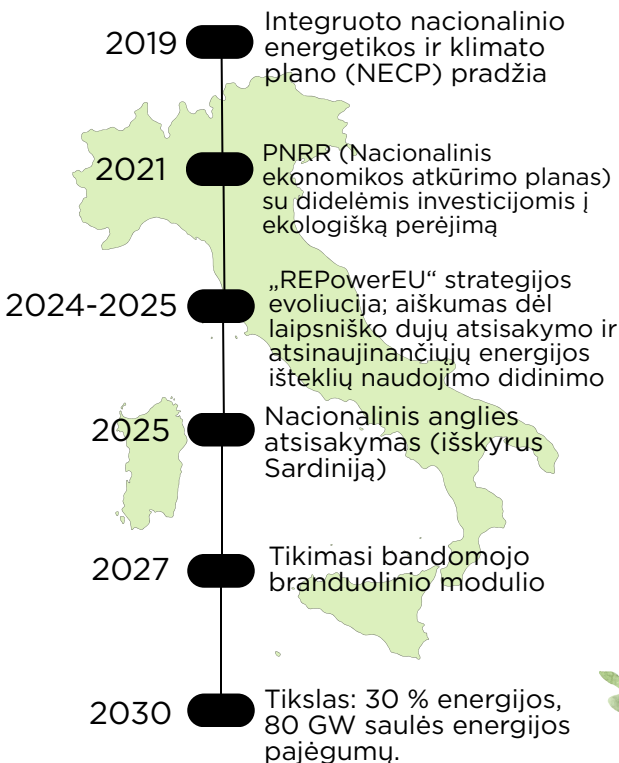 2019
Integruoto nacionalinio
energetikos ir klimato
plano (NECP) pradžia
2021
PNRR (Nacionalinis
ekonomikos atkūrimo planas)
su didelėmis investicijomis į
ekologišką perėjimą
2024-2025
„REPowerEU“ strategijos
evoliucija; aiškumas dėl
laipsniško dujų atsisakymo ir
atsinaujinančiųjų energijos
išteklių naudojimo didinimo
2025
Nacionalinis anglies
atsisakymas (išskyrus
Sardiniją)
2027
Tikimasi bandomojo
branduolinio modulio
2030
Tikslas: 30 % energijos,
80 GW saulės energijos
pajėgumų.